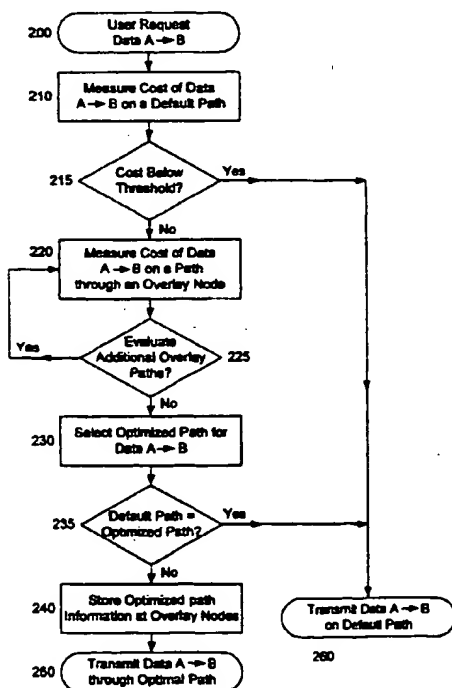 200
User Request
Data A → B
210
Measure Cost of Data
A → B on a Default Path
215
Cost Below
Threshold?
Yes
No
220
Measure Cost of Data
A → B on a Path
through an Overlay Node
Yes
Evaluate
Additional Overlay
Paths?
225
No
230
Select Optimized Path for
Data A → B
235
Default Path =
Optimized Path?
Yes
No
240
Store Optimized path
Information at Overlay Nodes
Transmit Data A → B
on Default Path
250
Transmit Data A → B
through Optimal Path
260